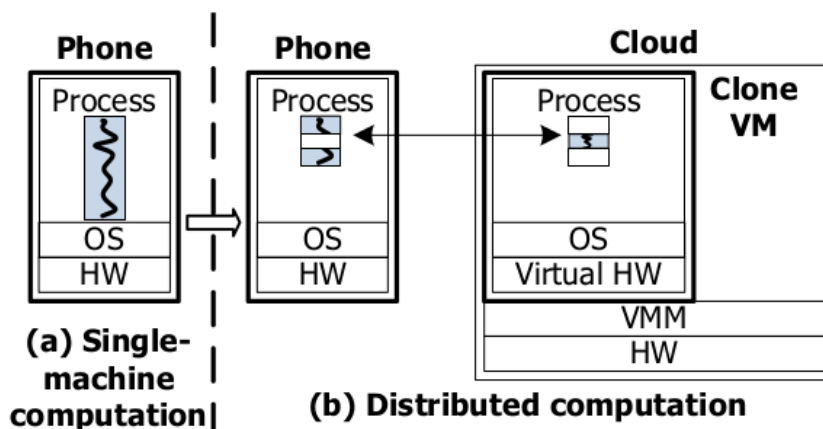 Phone
Process
OS
HW
(a) Single-
machine
computation
Phone
Process
OS
HW
Cloud
Process
Clone
VM
OS
Virtual HW
VMM
HW
(b) Distributed computation